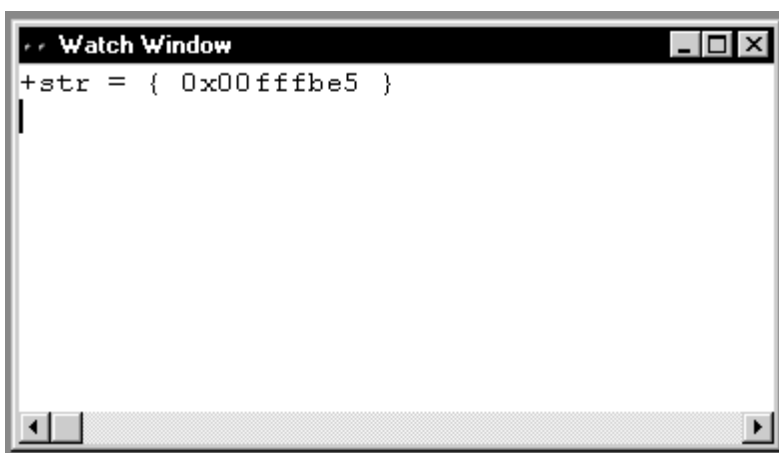 Watch Window
+str = { 0x00fffbe5 }